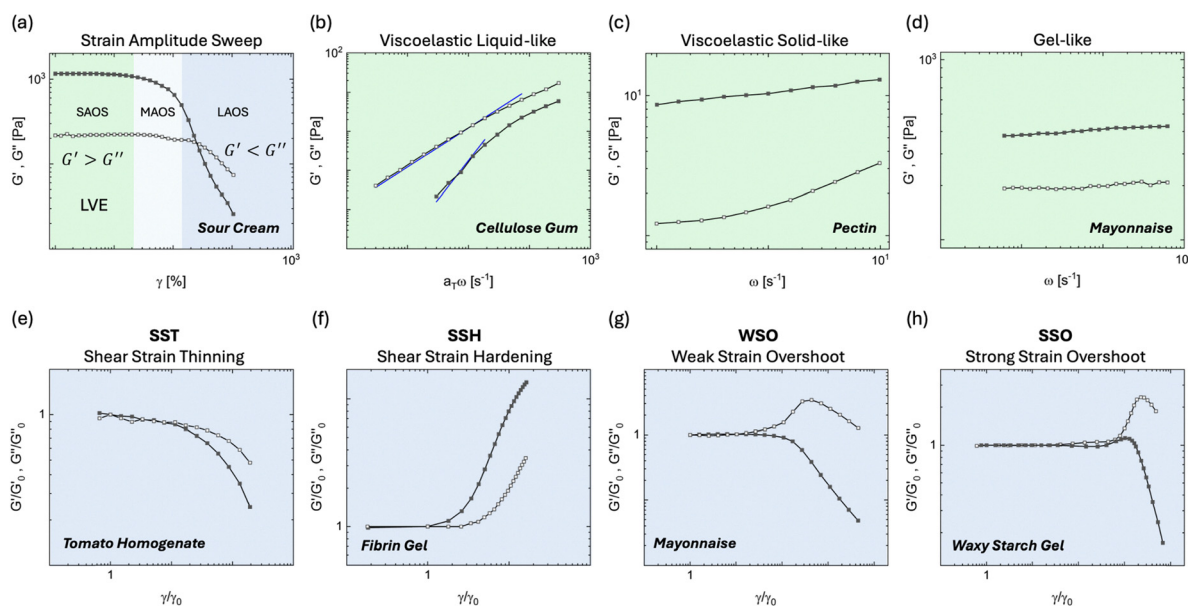 (a)
Strain Amplitude Sweep
10³
G', G'' [Pa]
SAOS
MAOS
LAOS
G' > G''
G' < G''
LVE
Sour Cream
10³
γ [%]
(b)
Viscoelastic Liquid-like
10²
G', G'' [Pa]
Cellulose Gum
10³
a_Tω [s⁻¹]
(c)
Viscoelastic Solid-like
10¹
G', G'' [Pa]
Pectin
10¹
ω [s⁻¹]
(d)
Gel-like
10³
G', G'' [Pa]
Mayonnaise
10
ω [s⁻¹]
(e)
SST
Shear Strain Thinning
1
G'/G'₀, G''/G''₀
Tomato Homogenate
1
γ/γ₀
(f)
SSH
Shear Strain Hardening
1
G'/G'₀, G''/G''₀
Fibrin Gel
1
γ/γ₀
(g)
WSO
Weak Strain Overshoot
1
G'/G'₀, G''/G''₀
Mayonnaise
1
γ/γ₀
(h)
SSO
Strong Strain Overshoot
1
G'/G'₀, G''/G''₀
Waxy Starch Gel
1
γ/γ₀